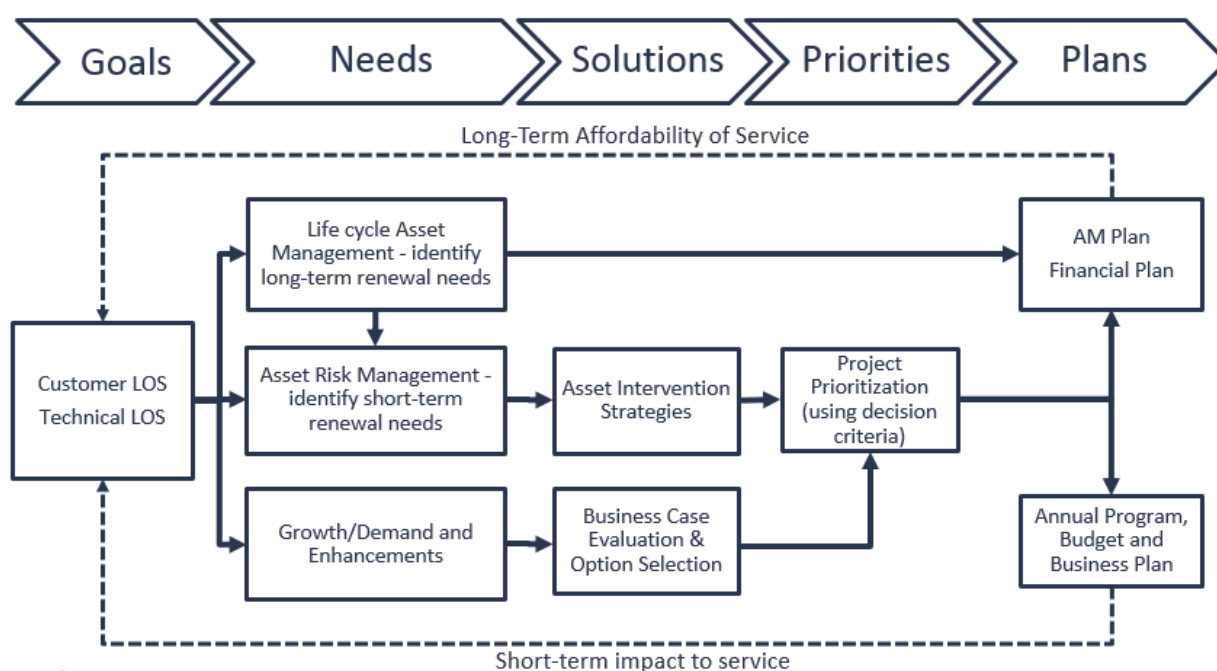 Goals
Needs
Solutions
Priorities
Plans
Long-Term Affordability of Service
Life cycle Asset
Management - identify
long-term renewal needs
AM Plan
Financial Plan
Customer LOS
Technical LOS
Asset Risk Management -
identify short-term
renewal needs
Asset Intervention
Strategies
Project
Prioritization
(using decision
criteria)
Growth/Demand and
Enhancements
Business Case
Evaluation &
Option Selection
Annual Program,
Budget and
Business Plan
Short-term impact to service